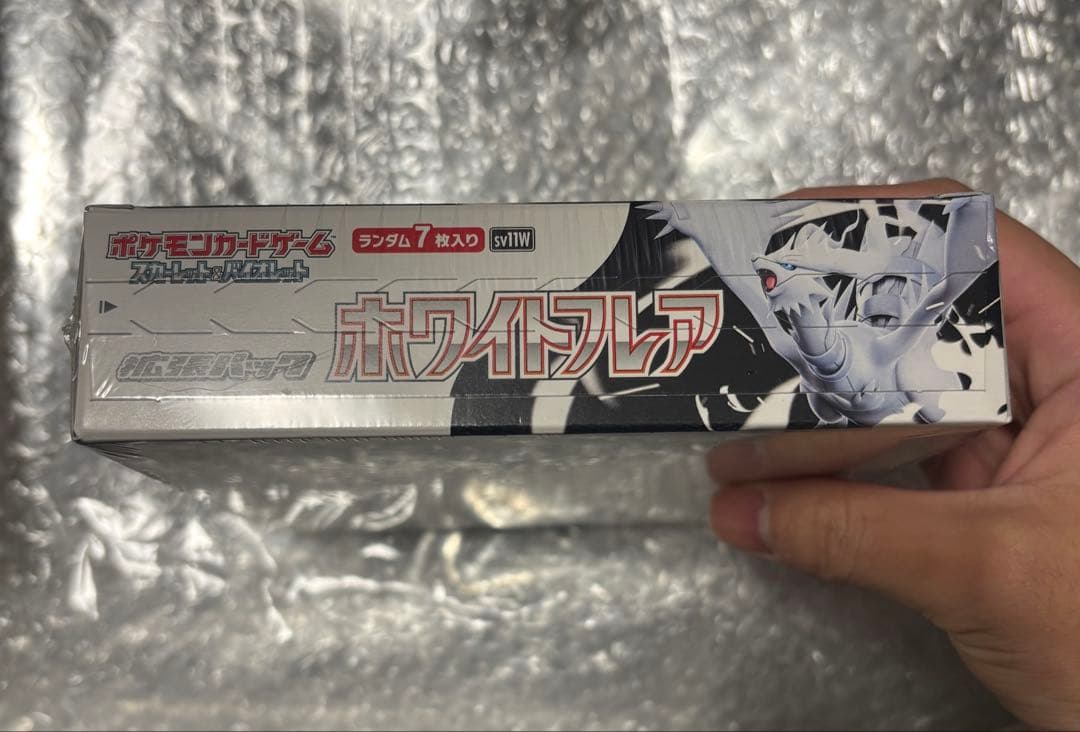 ポケモンカードゲーム
スカーレット&バイオレット
ランダム7枚入り
sv11W
拡張パック
ホワイトフレア